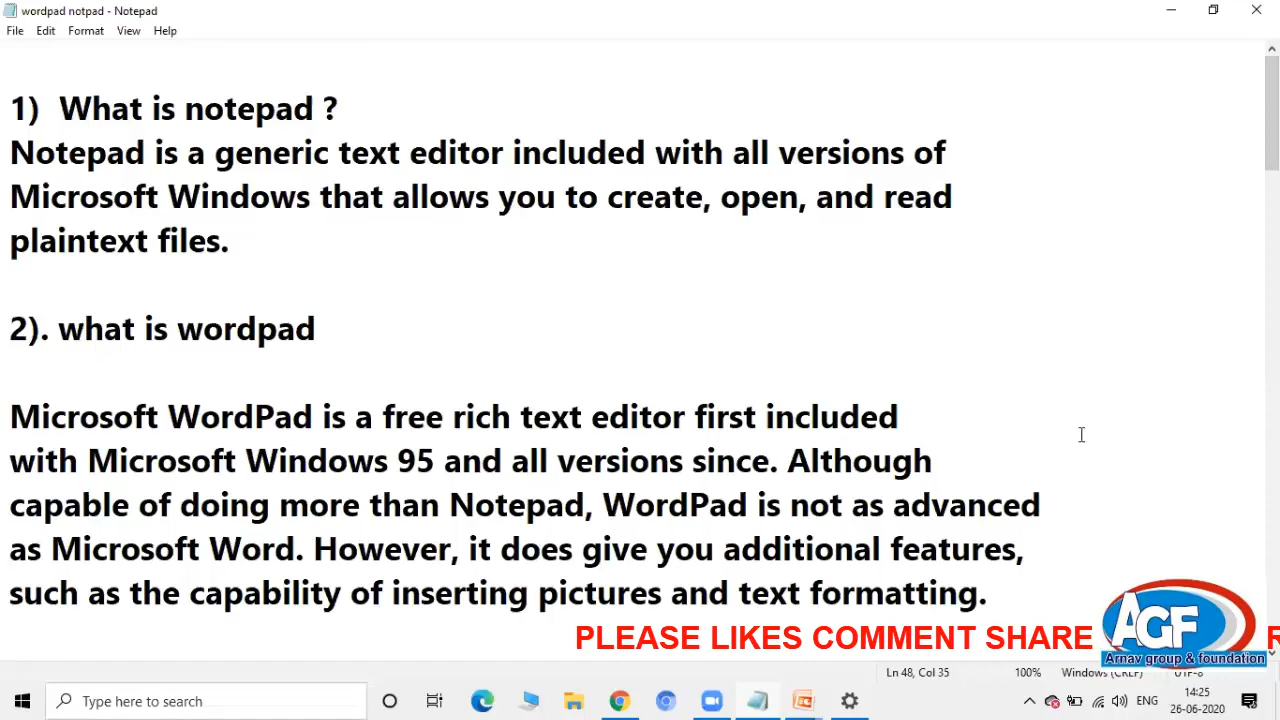 wordpad notpad - Notepad
File Edit Format View Help
1) What is notepad ?
Notepad is a generic text editor included with all versions of
Microsoft Windows that allows you to create, open, and read
plaintext files.
2). what is wordpad
Microsoft WordPad is a free rich text editor first included
with Microsoft Windows 95 and all versions since. Although
capable of doing more than Notepad, WordPad is not as advanced
as Microsoft Word. However, it does give you additional features,
such as the capability of inserting pictures and text formatting.
PLEASE LIKES COMMENT SHARE
AGF
Arnav group & foundation
Ln 48, Col 35 100% Windows (CRLF) UTF-8
Type here to search
ENG
14:25
26-06-2020